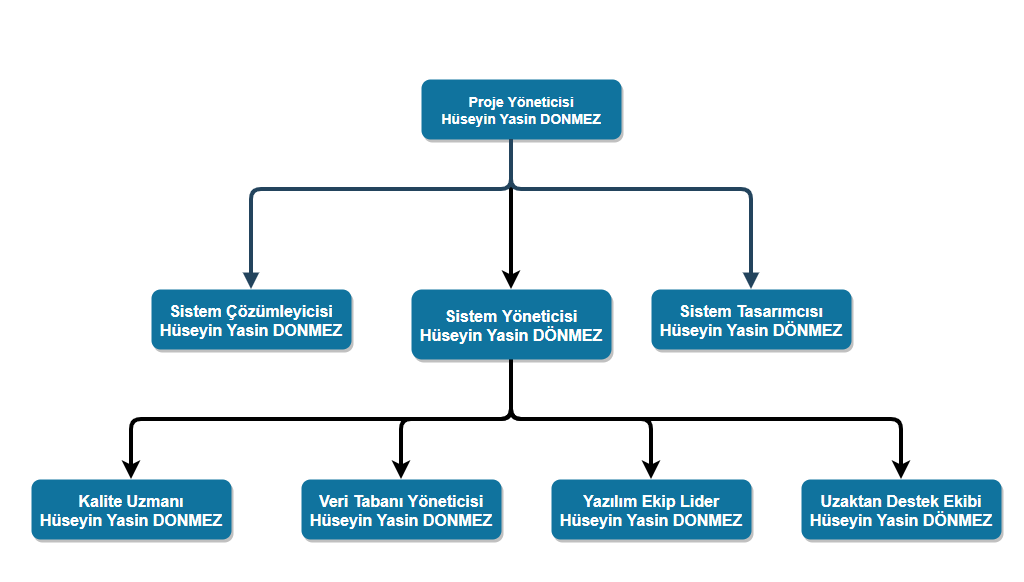 Proje Yöneticisi
Hüseyin Yasin DONMEZ
Sistem Çözümleyicisi
Hüseyin Yasin DONMEZ
Sistem Yöneticisi
Hüseyin Yasin DÖNMEZ
Sistem Tasarımcısı
Hüseyin Yasin DÖNMEZ
Kalite Uzmanı
Hüseyin Yasin DONMEZ
Veri Tabanı Yöneticisi
Hüseyin Yasin DONMEZ
Yazılım Ekip Lider
Hüseyin Yasin DONMEZ
Uzaktan Destek Ekibi
Hüseyin Yasin DÖNMEZ